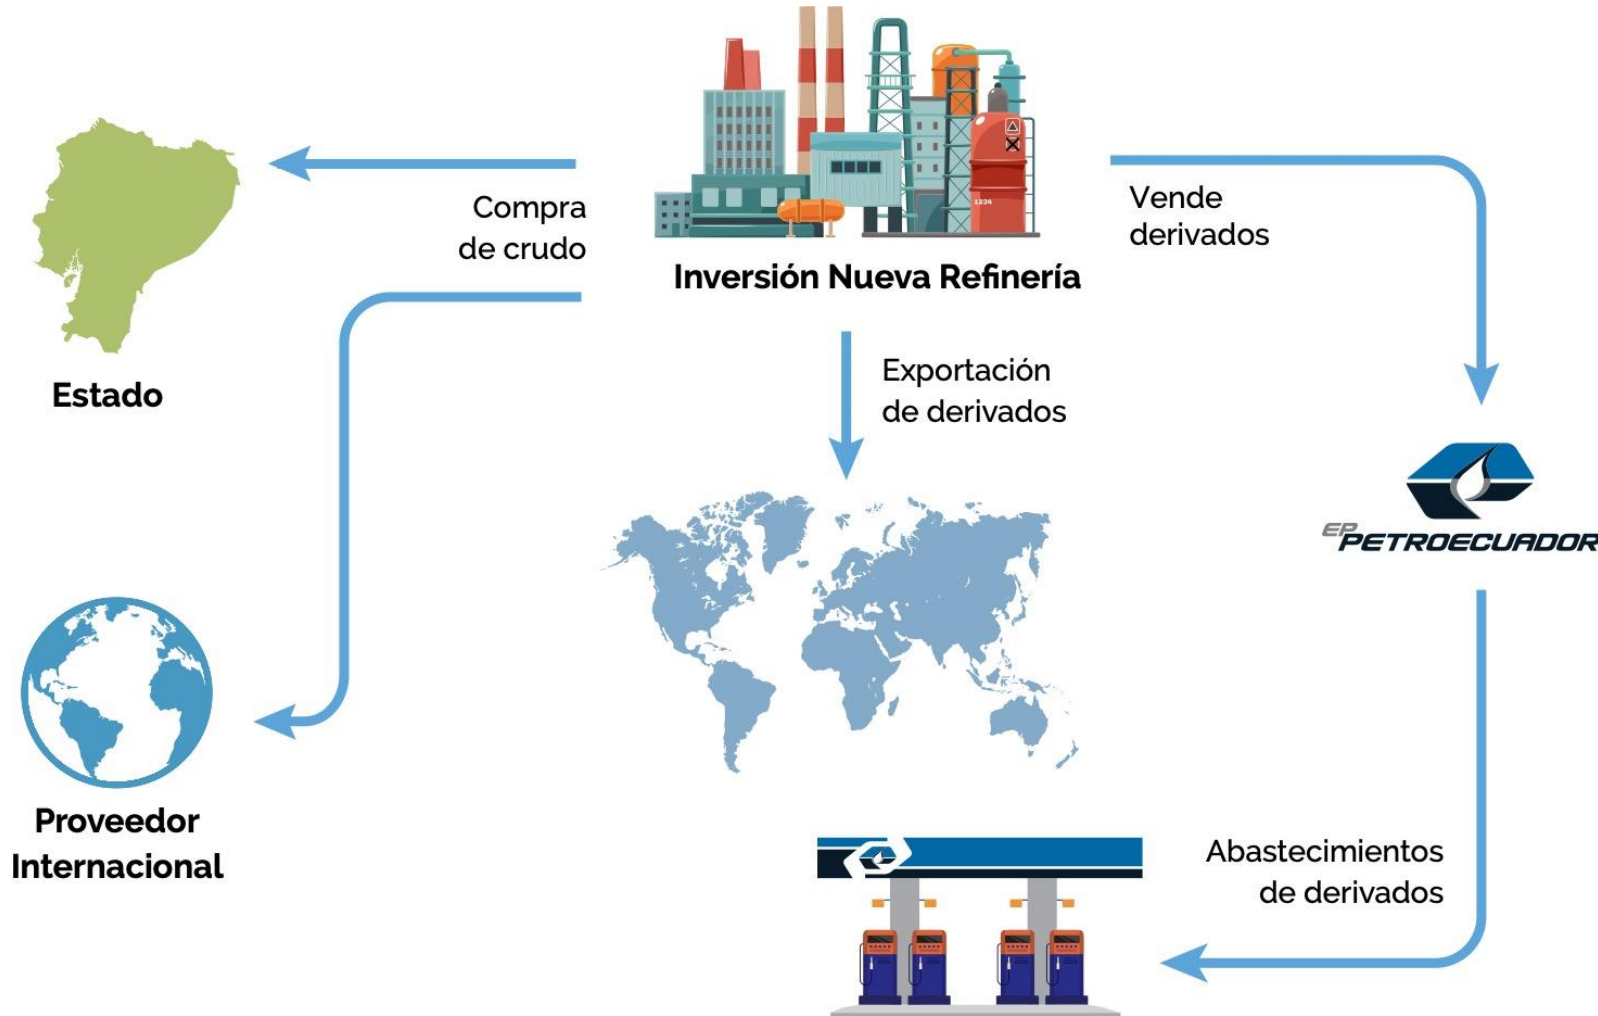 Compra
de crudo
Vende
derivados
Inversión Nueva Refinería
Exportación
de derivados
Estado
EP
PETROECUADOR
Proveedor
Internacional
Abastecimientos
de derivados
1234